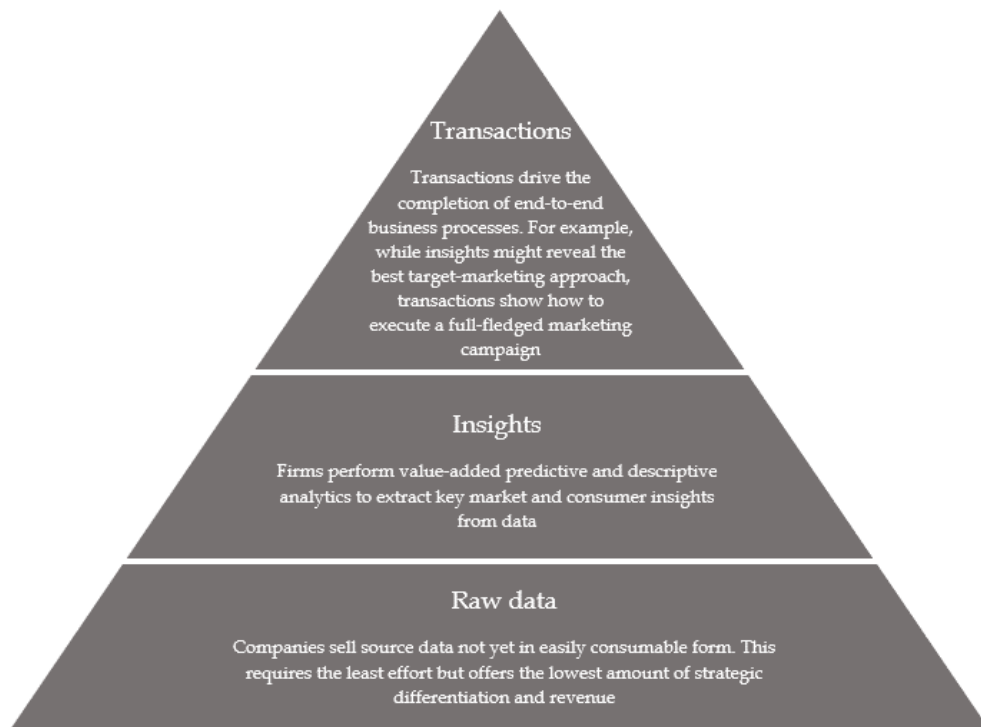 Transactions
Transactions drive the
completion of end-to-end
business processes. For example,
while insights might reveal the
best target-marketing approach,
transactions show how to
execute a full-fledged marketing
campaign
Insights
Firms perform value-added predictive and descriptive
analytics to extract key market and consumer insights
from data
Raw data
Companies sell source data not yet in easily consumable form. This
requires the least effort but offers the lowest amount of strategic
differentiation and revenue